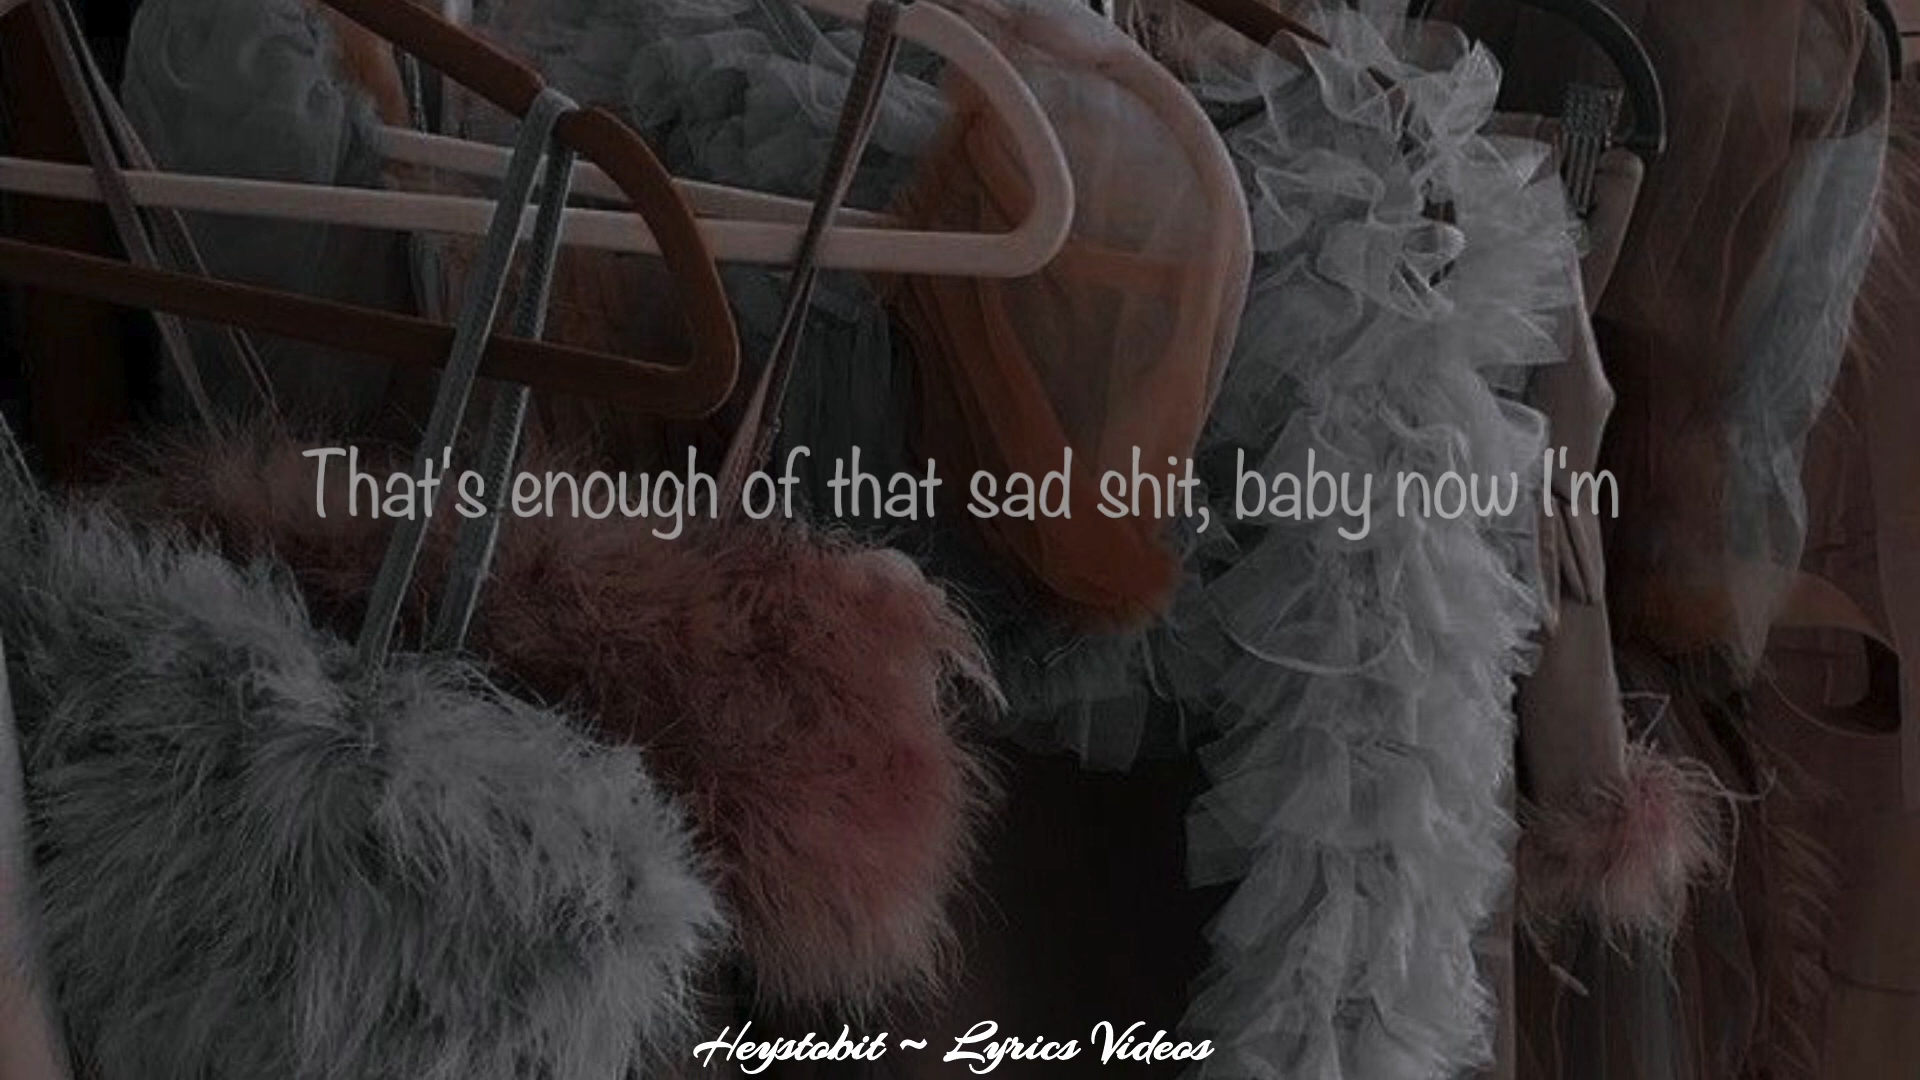 That's enough of that sad shit, baby now I'm
Heystobit ~ Lyrics Videos